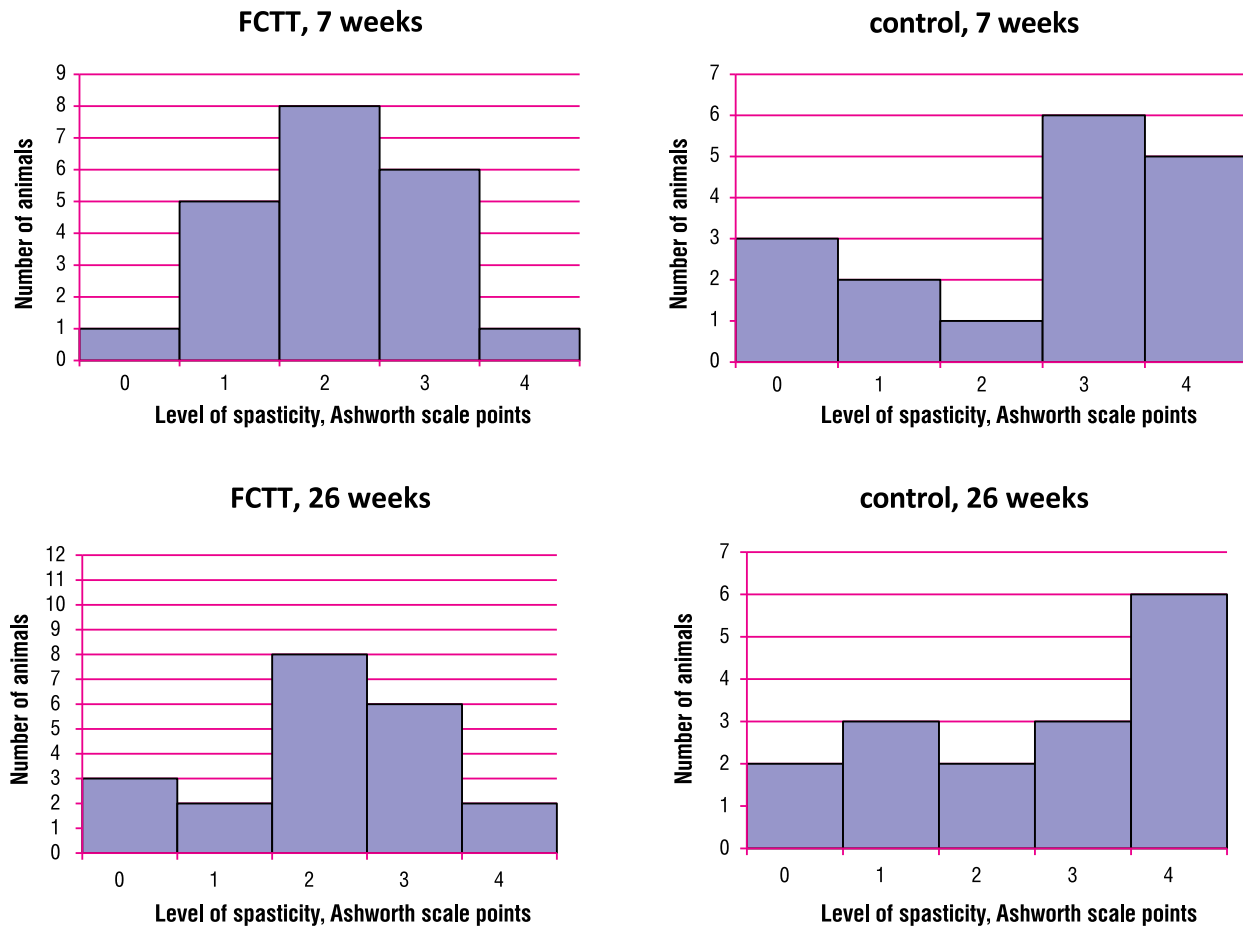 FCTT, 7 weeks
Number of animals
9
8
7
6
5
4
3
2
1
0
0 1 2 3 4
Level of spasticity, Ashworth scale points
control, 7 weeks
Number of animals
7
6
5
4
3
2
1
0
0 1 2 3 4
Level of spasticity, Ashworth scale points
FCTT, 26 weeks
Number of animals
12
11
10
9
8
7
6
5
4
3
2
1
0
0 1 2 3 4
Level of spasticity, Ashworth scale points
control, 26 weeks
Number of animals
7
6
5
4
3
2
1
0
0 1 2 3 4
Level of spasticity, Ashworth scale points